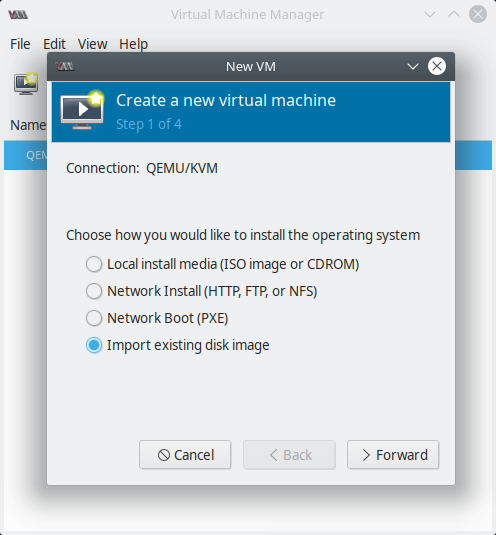 Virtual Machine Manager
File Edit View Help
New VM
Create a new virtual machine
Step 1 of 4
Name
QEM
Connection: QEMU/KVM
Choose how you would like to install the operating system
Local install media (ISO image or CDROM)
Network Install (HTTP, FTP, or NFS)
Network Boot (PXE)
Import existing disk image
Cancel Back Forward